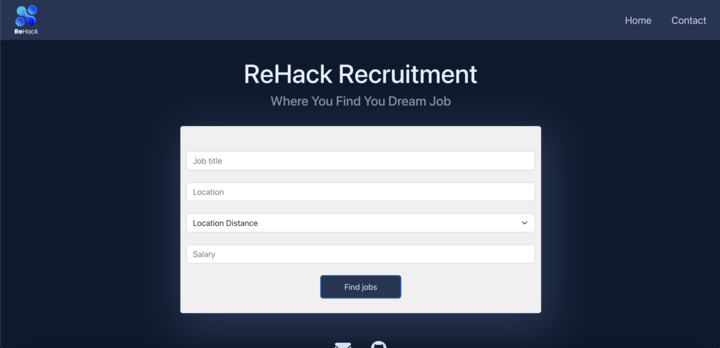 ReHack
Home
Contact
ReHack Recruitment
Where You Find You Dream Job
Job title
Location
Location Distance
Salary
Find jobs